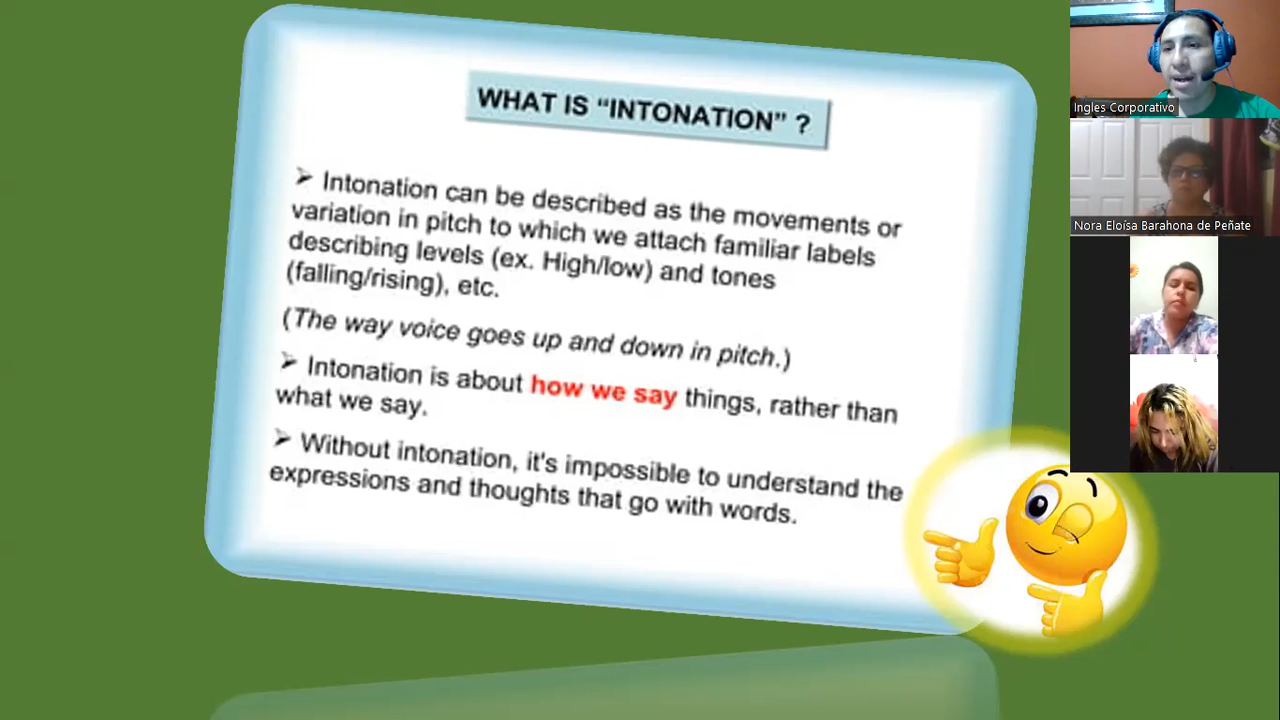 WHAT IS “INTONATION” ?
➢ Intonation can be described as the movements or
variation in pitch to which we attach familiar labels
describing levels (ex. High/low) and tones
(falling/rising), etc.
(The way voice goes up and down in pitch.)
➢ Intonation is about how we say things, rather than
what we say.
➢ Without intonation, it's impossible to understand the
expressions and thoughts that go with words.
Ingles Corporativo
Nora Eloísa Barahona de Peñate